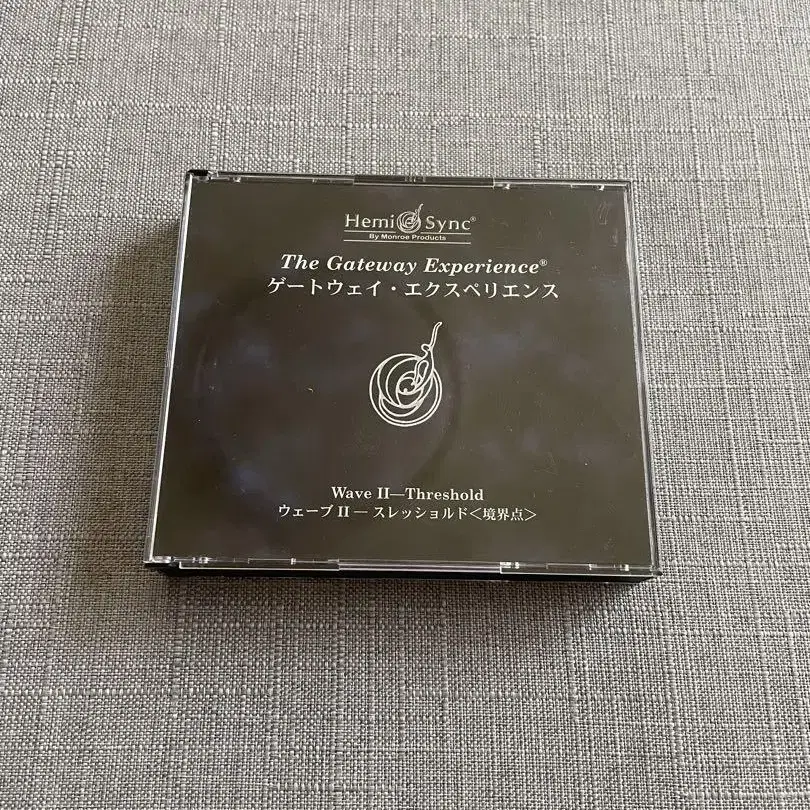 Hemi Sync®
By Monroe Products
The Gateway Experience®
ゲートウェイ・エクスペリエンス
Wave II—Threshold
ウェーブ II ― スレッショルド＜境界点＞